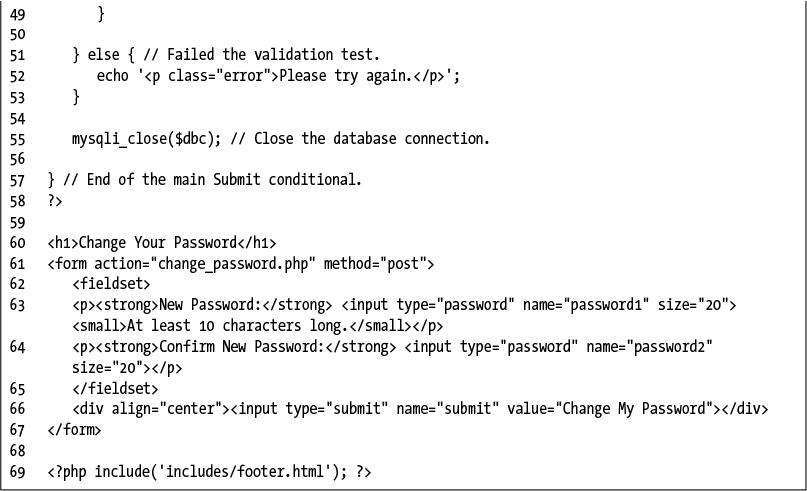 49 }
50
51 } else { // Failed the validation test.
52 echo '<p class="error">Please try again.</p>';
53 }
54
55 mysqli_close($dbc); // Close the database connection.
56
57 } // End of the main Submit conditional.
58 ?>
59
60 <h1>Change Your Password</h1>
61 <form action="change_password.php" method="post">
62 <fieldset>
63 <p><strong>New Password:</strong> <input type="password" name="password1" size="20">
<small>At least 10 characters long.</small></p>
64 <p><strong>Confirm New Password:</strong> <input type="password" name="password2"
size="20"></p>
65 </fieldset>
66 <div align="center"><input type="submit" name="submit" value="Change My Password"></div>
67 </form>
68
69 <?php include('includes/footer.html'); ?>